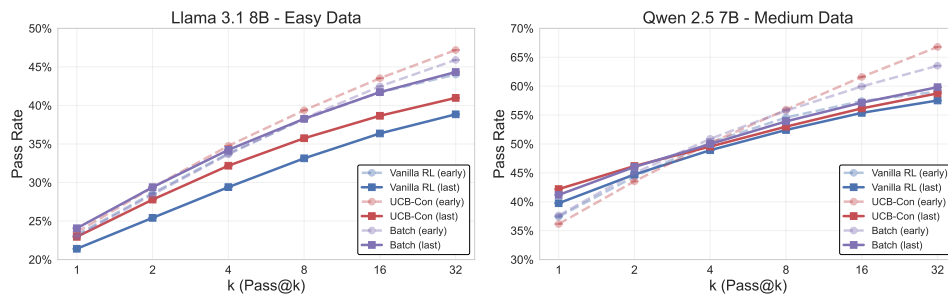 Llama 3.1 8B - Easy Data
50%
45%
40%
35%
30%
25%
20%
Pass Rate
1 2 4 8 16 32
k (Pass@k)
Vanilla RL (early)
Vanilla RL (last)
UCB-Con (early)
UCB-Con (last)
Batch (early)
Batch (last)
Qwen 2.5 7B - Medium Data
70%
65%
60%
55%
50%
45%
40%
35%
30%
Pass Rate
1 2 4 8 16 32
k (Pass@k)
Vanilla RL (early)
Vanilla RL (last)
UCB-Con (early)
UCB-Con (last)
Batch (early)
Batch (last)